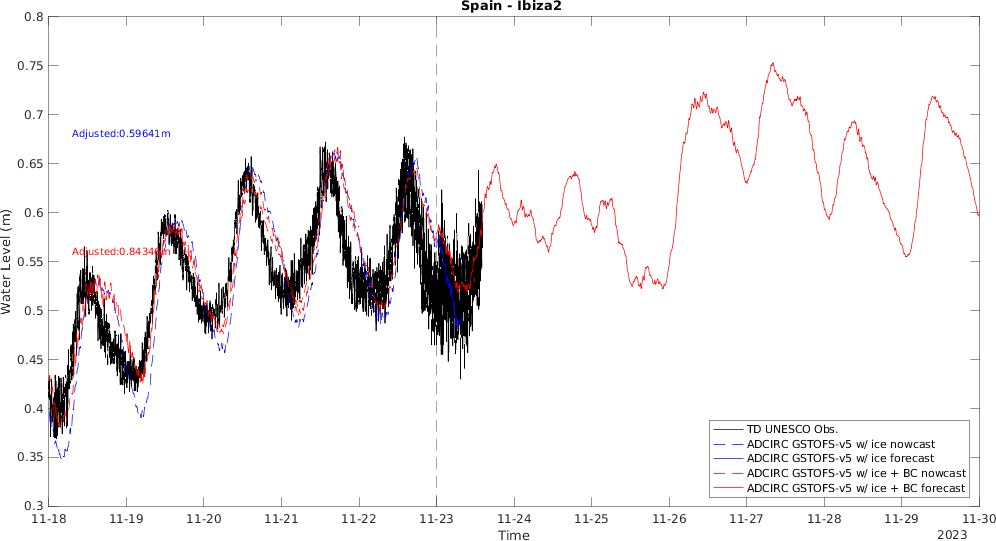 Spain - Ibiza2
0.8
0.75
0.7
0.65
0.6
0.55
0.5
0.45
0.4
0.35
0.3
Water Level (m)
Adjusted:0.59641m
Adjusted:0.84346m
TD UNESCO Obs.
ADCIRC GSTOFS-v5 w/ ice nowcast
ADCIRC GSTOFS-v5 w/ ice forecast
ADCIRC GSTOFS-v5 w/ ice + BC nowcast
ADCIRC GSTOFS-v5 w/ ice + BC forecast
11-18 11-19 11-20 11-21 11-22 11-23 11-24 11-25 11-26 11-27 11-28 11-29 11-30
Time
2023